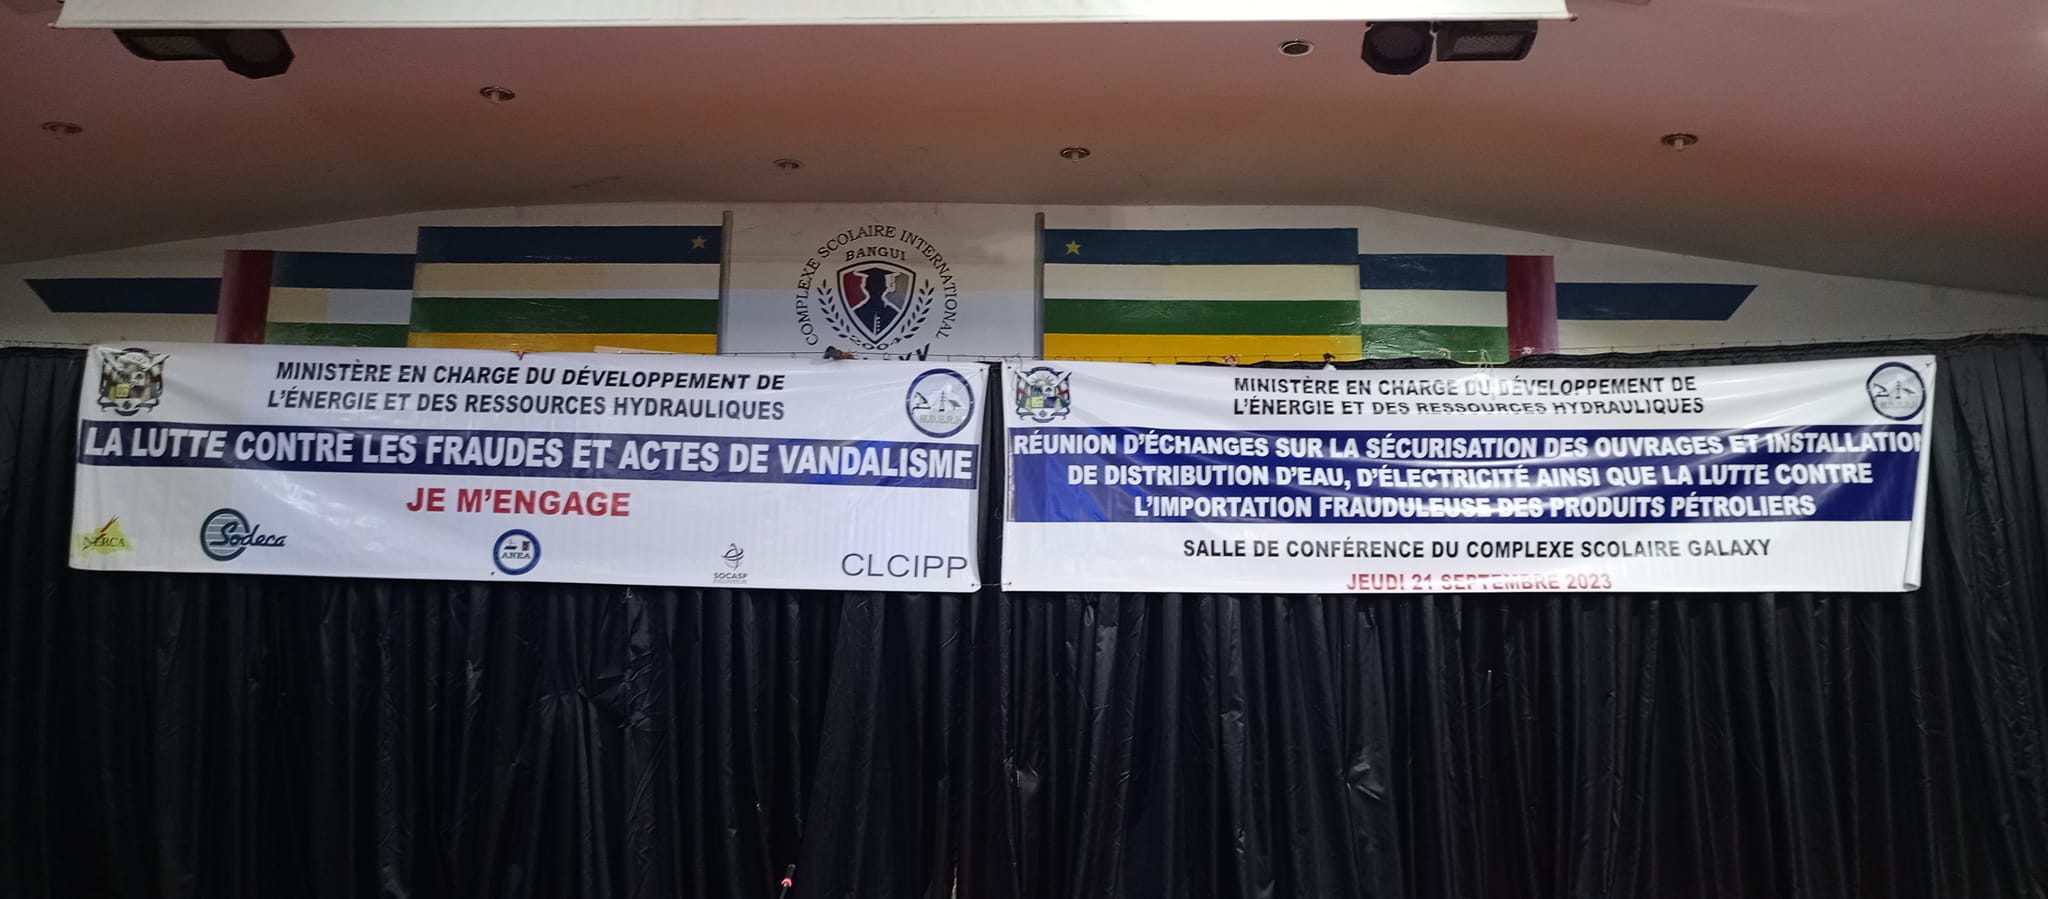 COMPLEXE SCOLAIRE INTERNATIONAL
BANGUI
2004
MINISTÈRE EN CHARGE DU DÉVELOPPEMENT DE
L'ÉNERGIE ET DES RESSOURCES HYDRAULIQUES
LA LUTTE CONTRE LES FRAUDES ET ACTES DE VANDALISME
JE M'ENGAGE
NERCA
Sodeca
ANEA
SOCASP
CLCIPP
MINISTÈRE EN CHARGE DU DÉVELOPPEMENT DE
L'ÉNERGIE ET DES RESSOURCES HYDRAULIQUES
RÉUNION D'ÉCHANGES SUR LA SÉCURISATION DES OUVRAGES ET INSTALLATION
DE DISTRIBUTION D'EAU, D'ÉLECTRICITÉ AINSI QUE LA LUTTE CONTRE
L'IMPORTATION FRAUDULEUSE DES PRODUITS PÉTROLIERS
SALLE DE CONFÉRENCE DU COMPLEXE SCOLAIRE GALAXY
JEUDI 21 SEPTEMBRE 2023